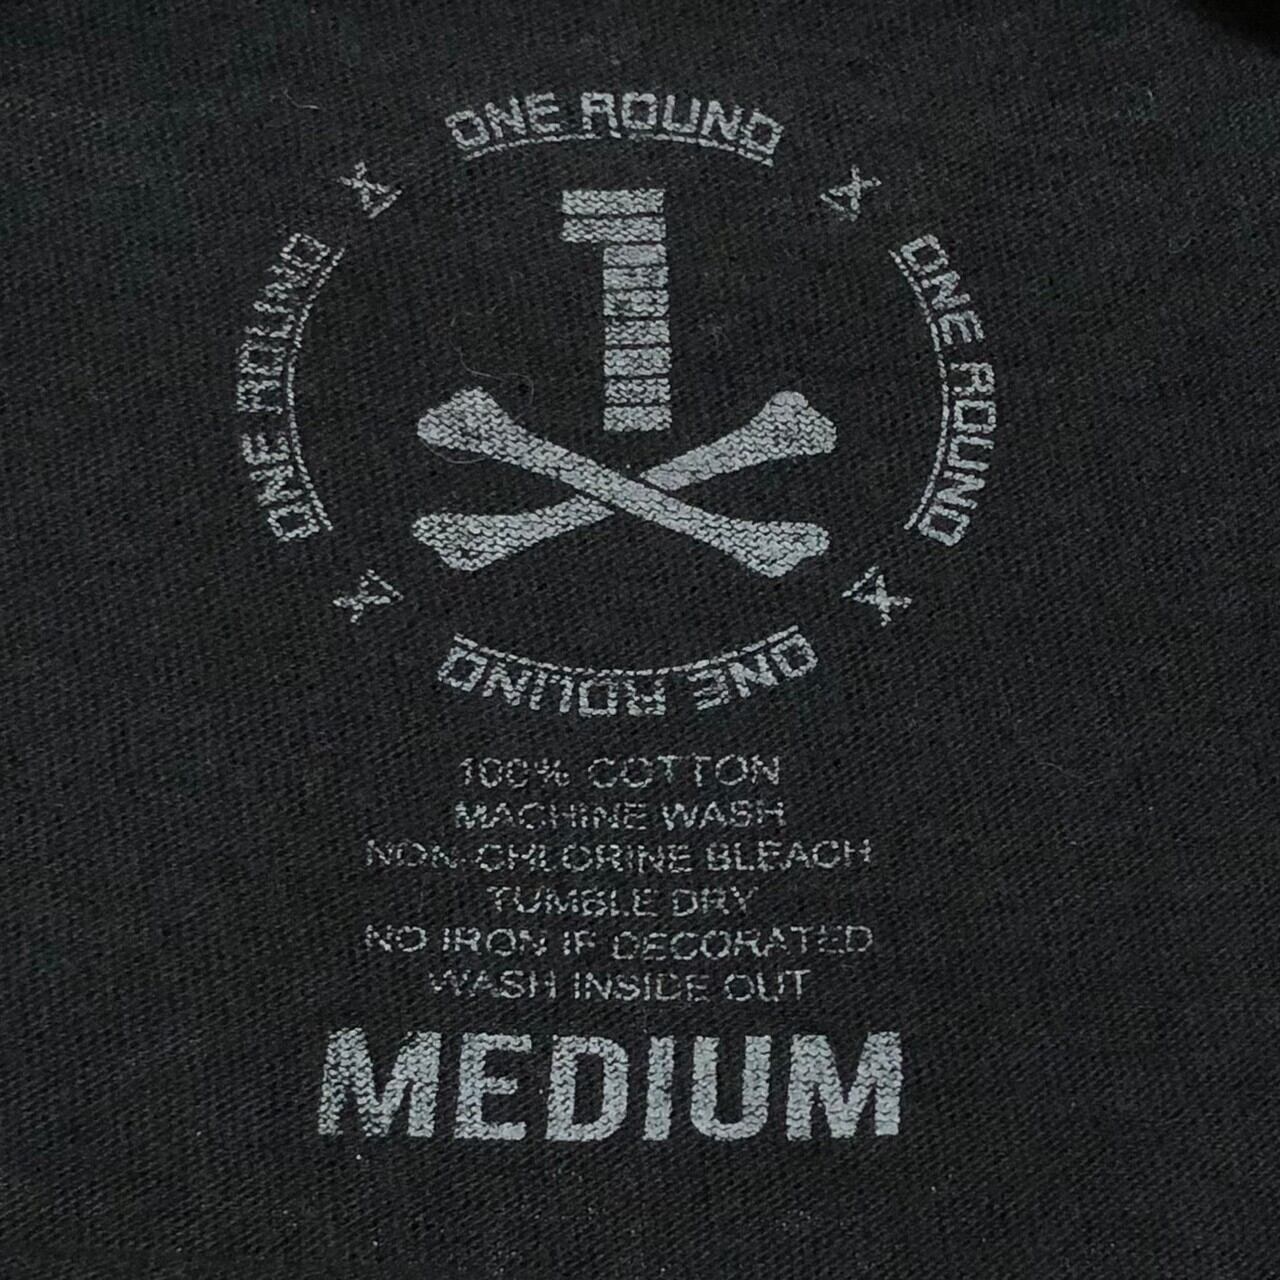 ONE ROUND
ONE ROUND
ONE ROUND
1
ONE ROUND
100% COTTON
MACHINE WASH
NON-CHLORINE BLEACH
TUMBLE DRY
NO IRON IF DECORATED
WASH INSIDE OUT
MEDIUM